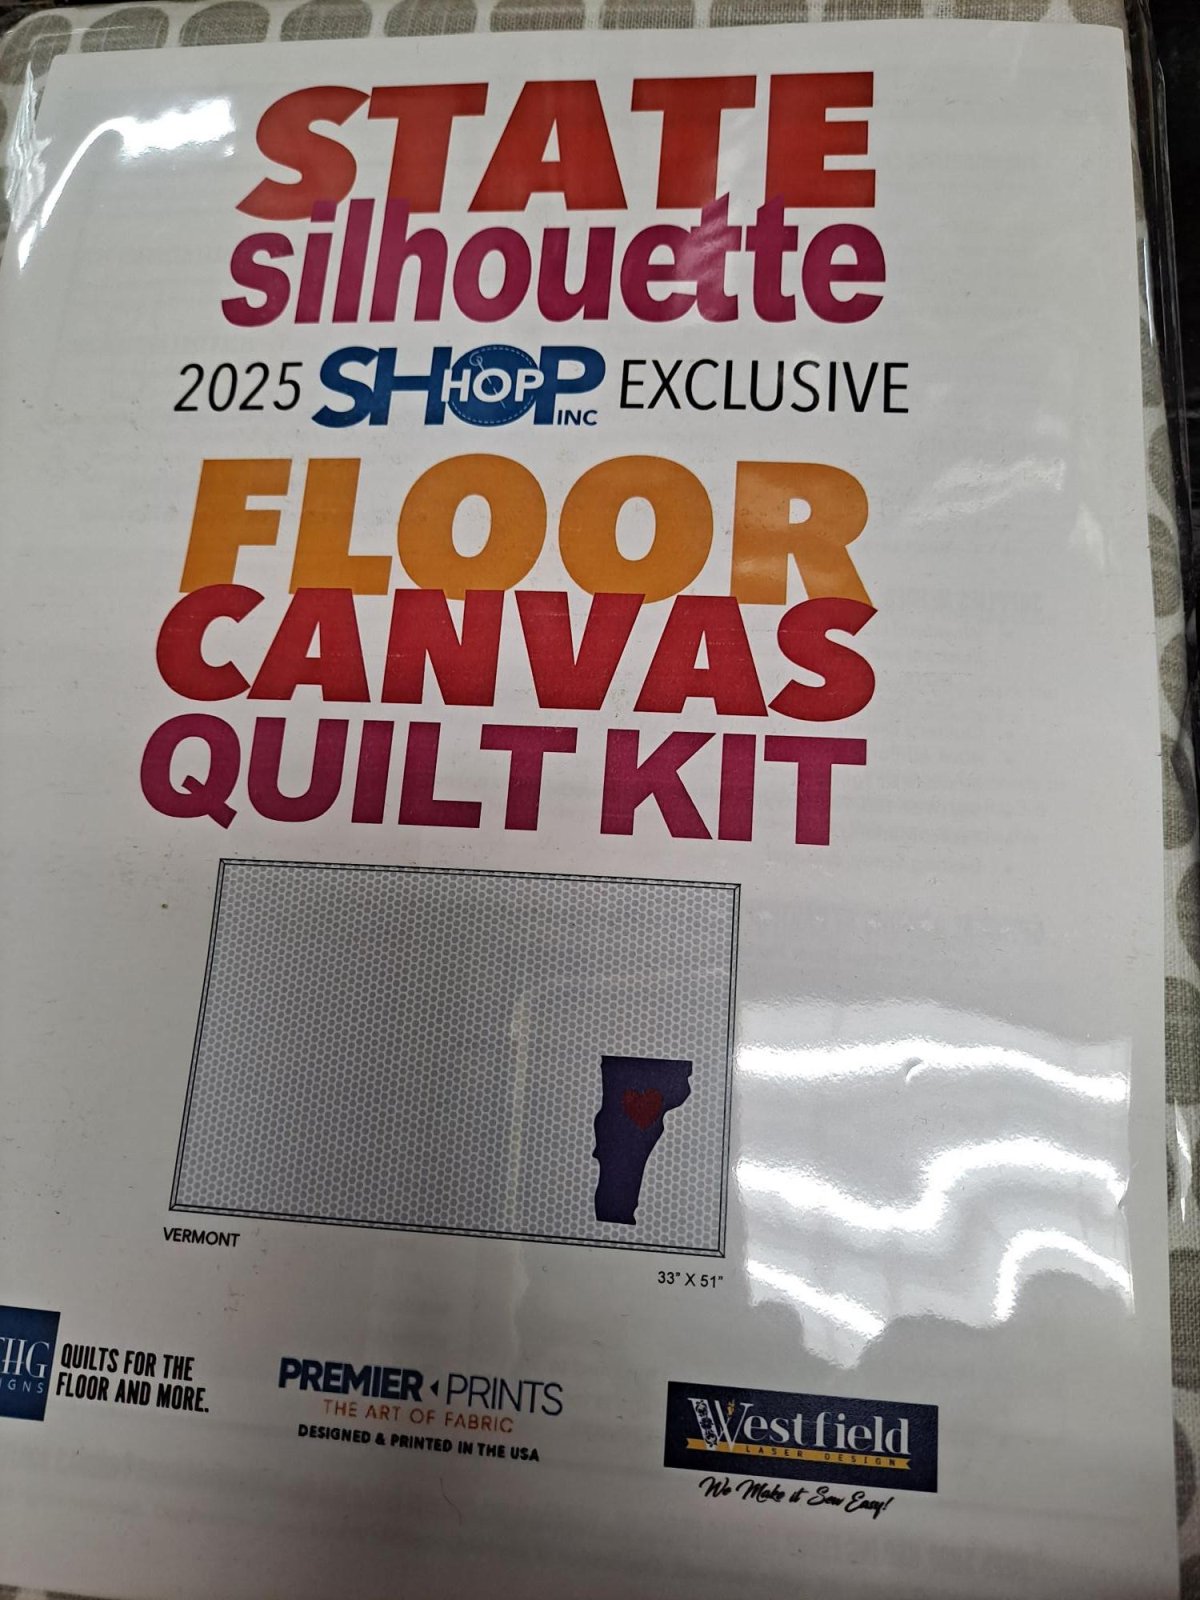 STATE
silhouette
2025 SHOP HOP INC EXCLUSIVE
FLOOR
CANVAS
QUILT KIT
VERMONT
33" X 51"
QUILTS FOR THE
FLOOR AND MORE.
PREMIER PRINTS
THE ART OF FABRIC
DESIGNED & PRINTED IN THE USA
Westfield
LASER DESIGN
We Make it Sew Easy!